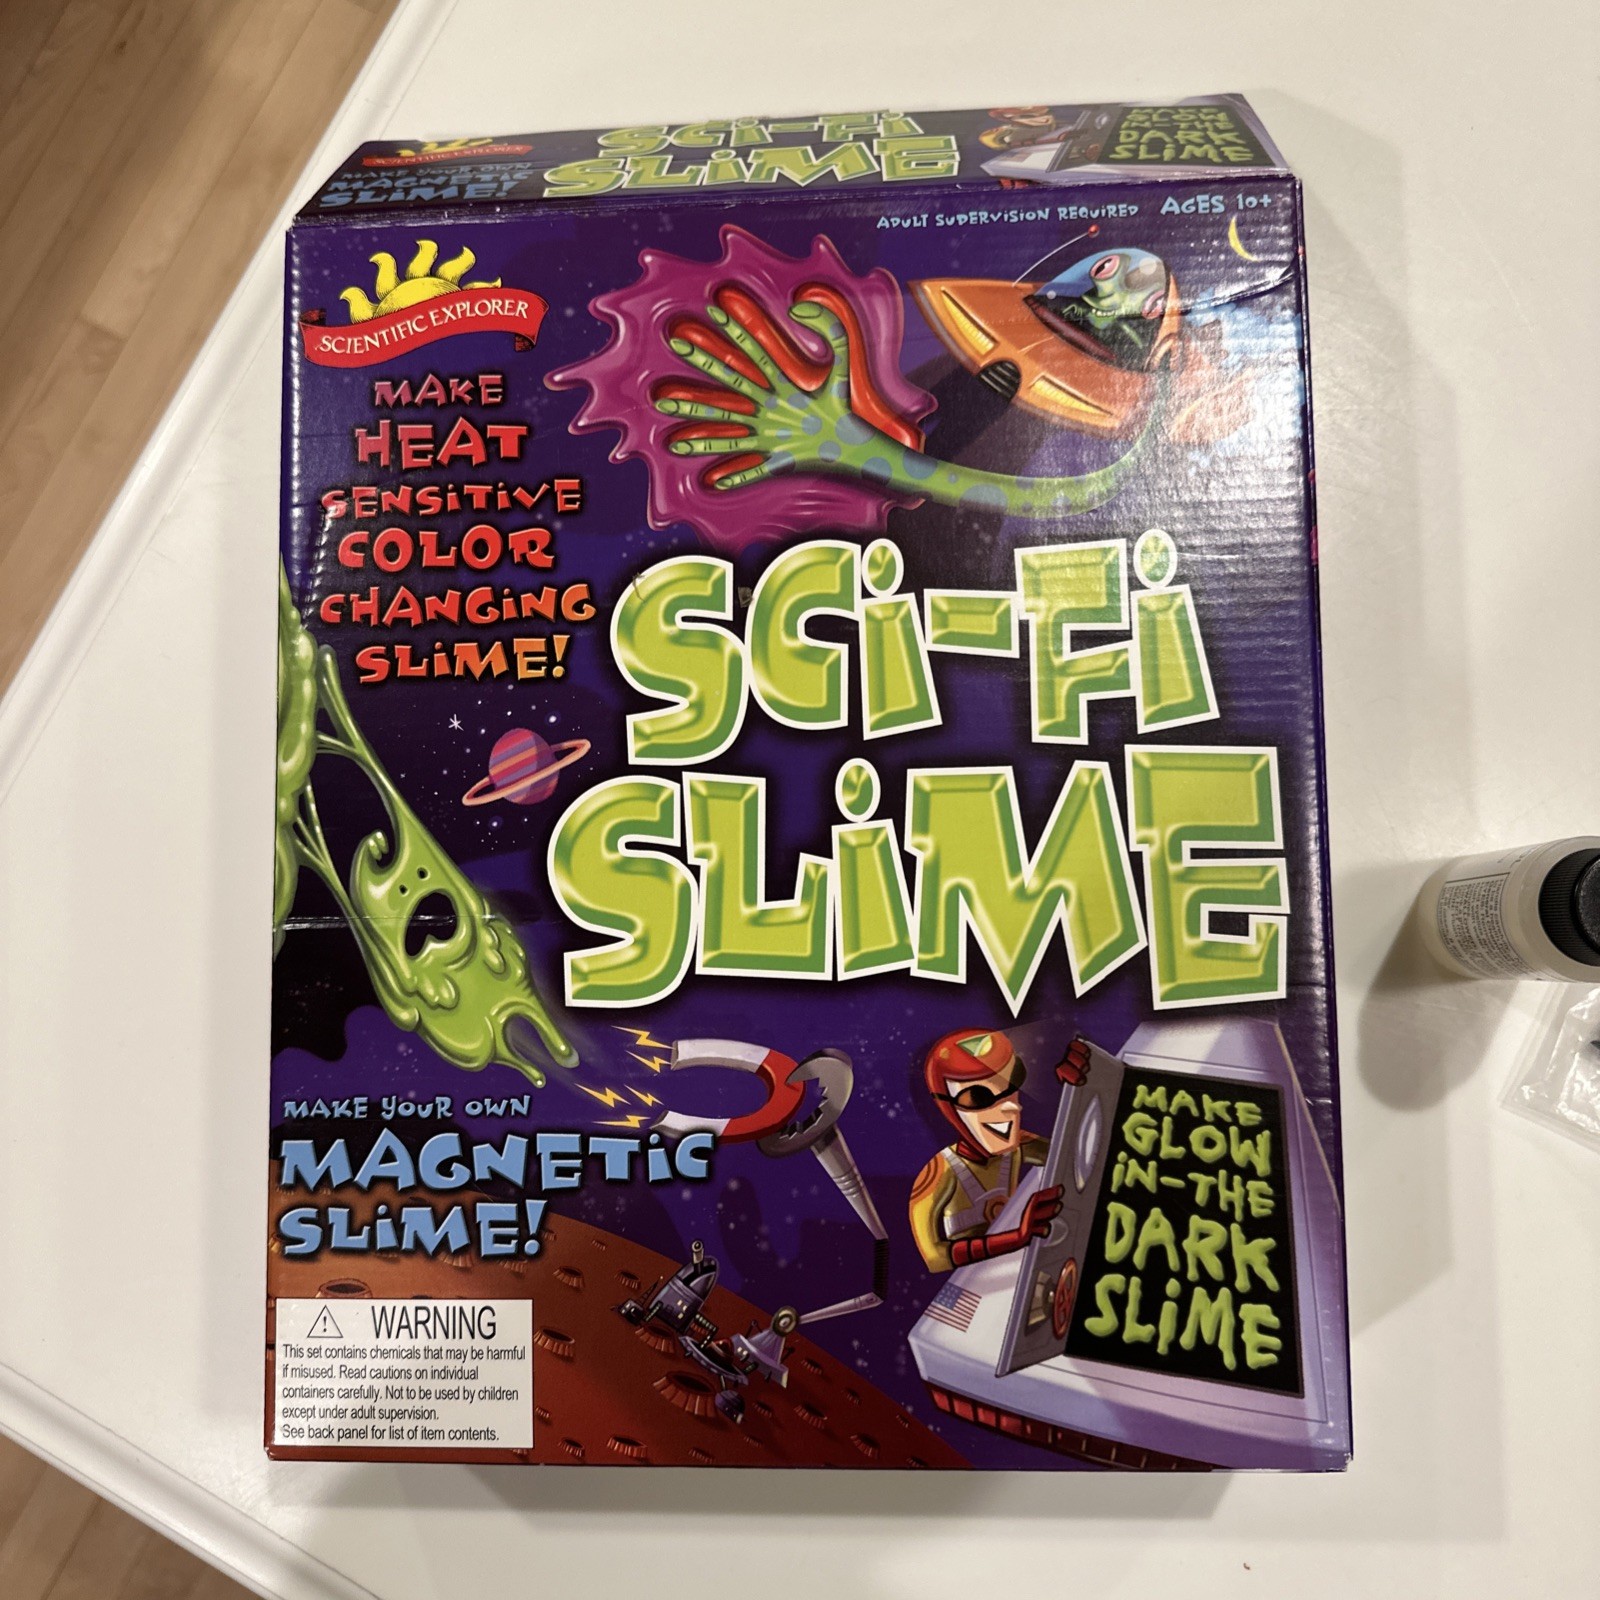 SCIENTIFIC EXPLORER
MAKE YOUR OWN
MAGNETIC
SLiME!
SCi-Fi
SLiME
MAKE
GLOW
iN-THE
DARK
SLiME
ADULT SUPERViSiON REQUiRED AGES 10+
SCIENTIFIC EXPLORER
MAKE
HEAT
SENSiTiVE
COLOR
CHANGiNG
SLiME!
SCi-Fi
SLiME
MAKE YOUR OWN
MAGNETiC
SLiME!
MAKE
GLOW
iN-THE
DARK
SLiME
WARNING
This set contains chemicals that may be harmful
if misused. Read cautions on individual
containers carefully. Not to be used by children
except under adult supervision.
See back panel for list of item contents.